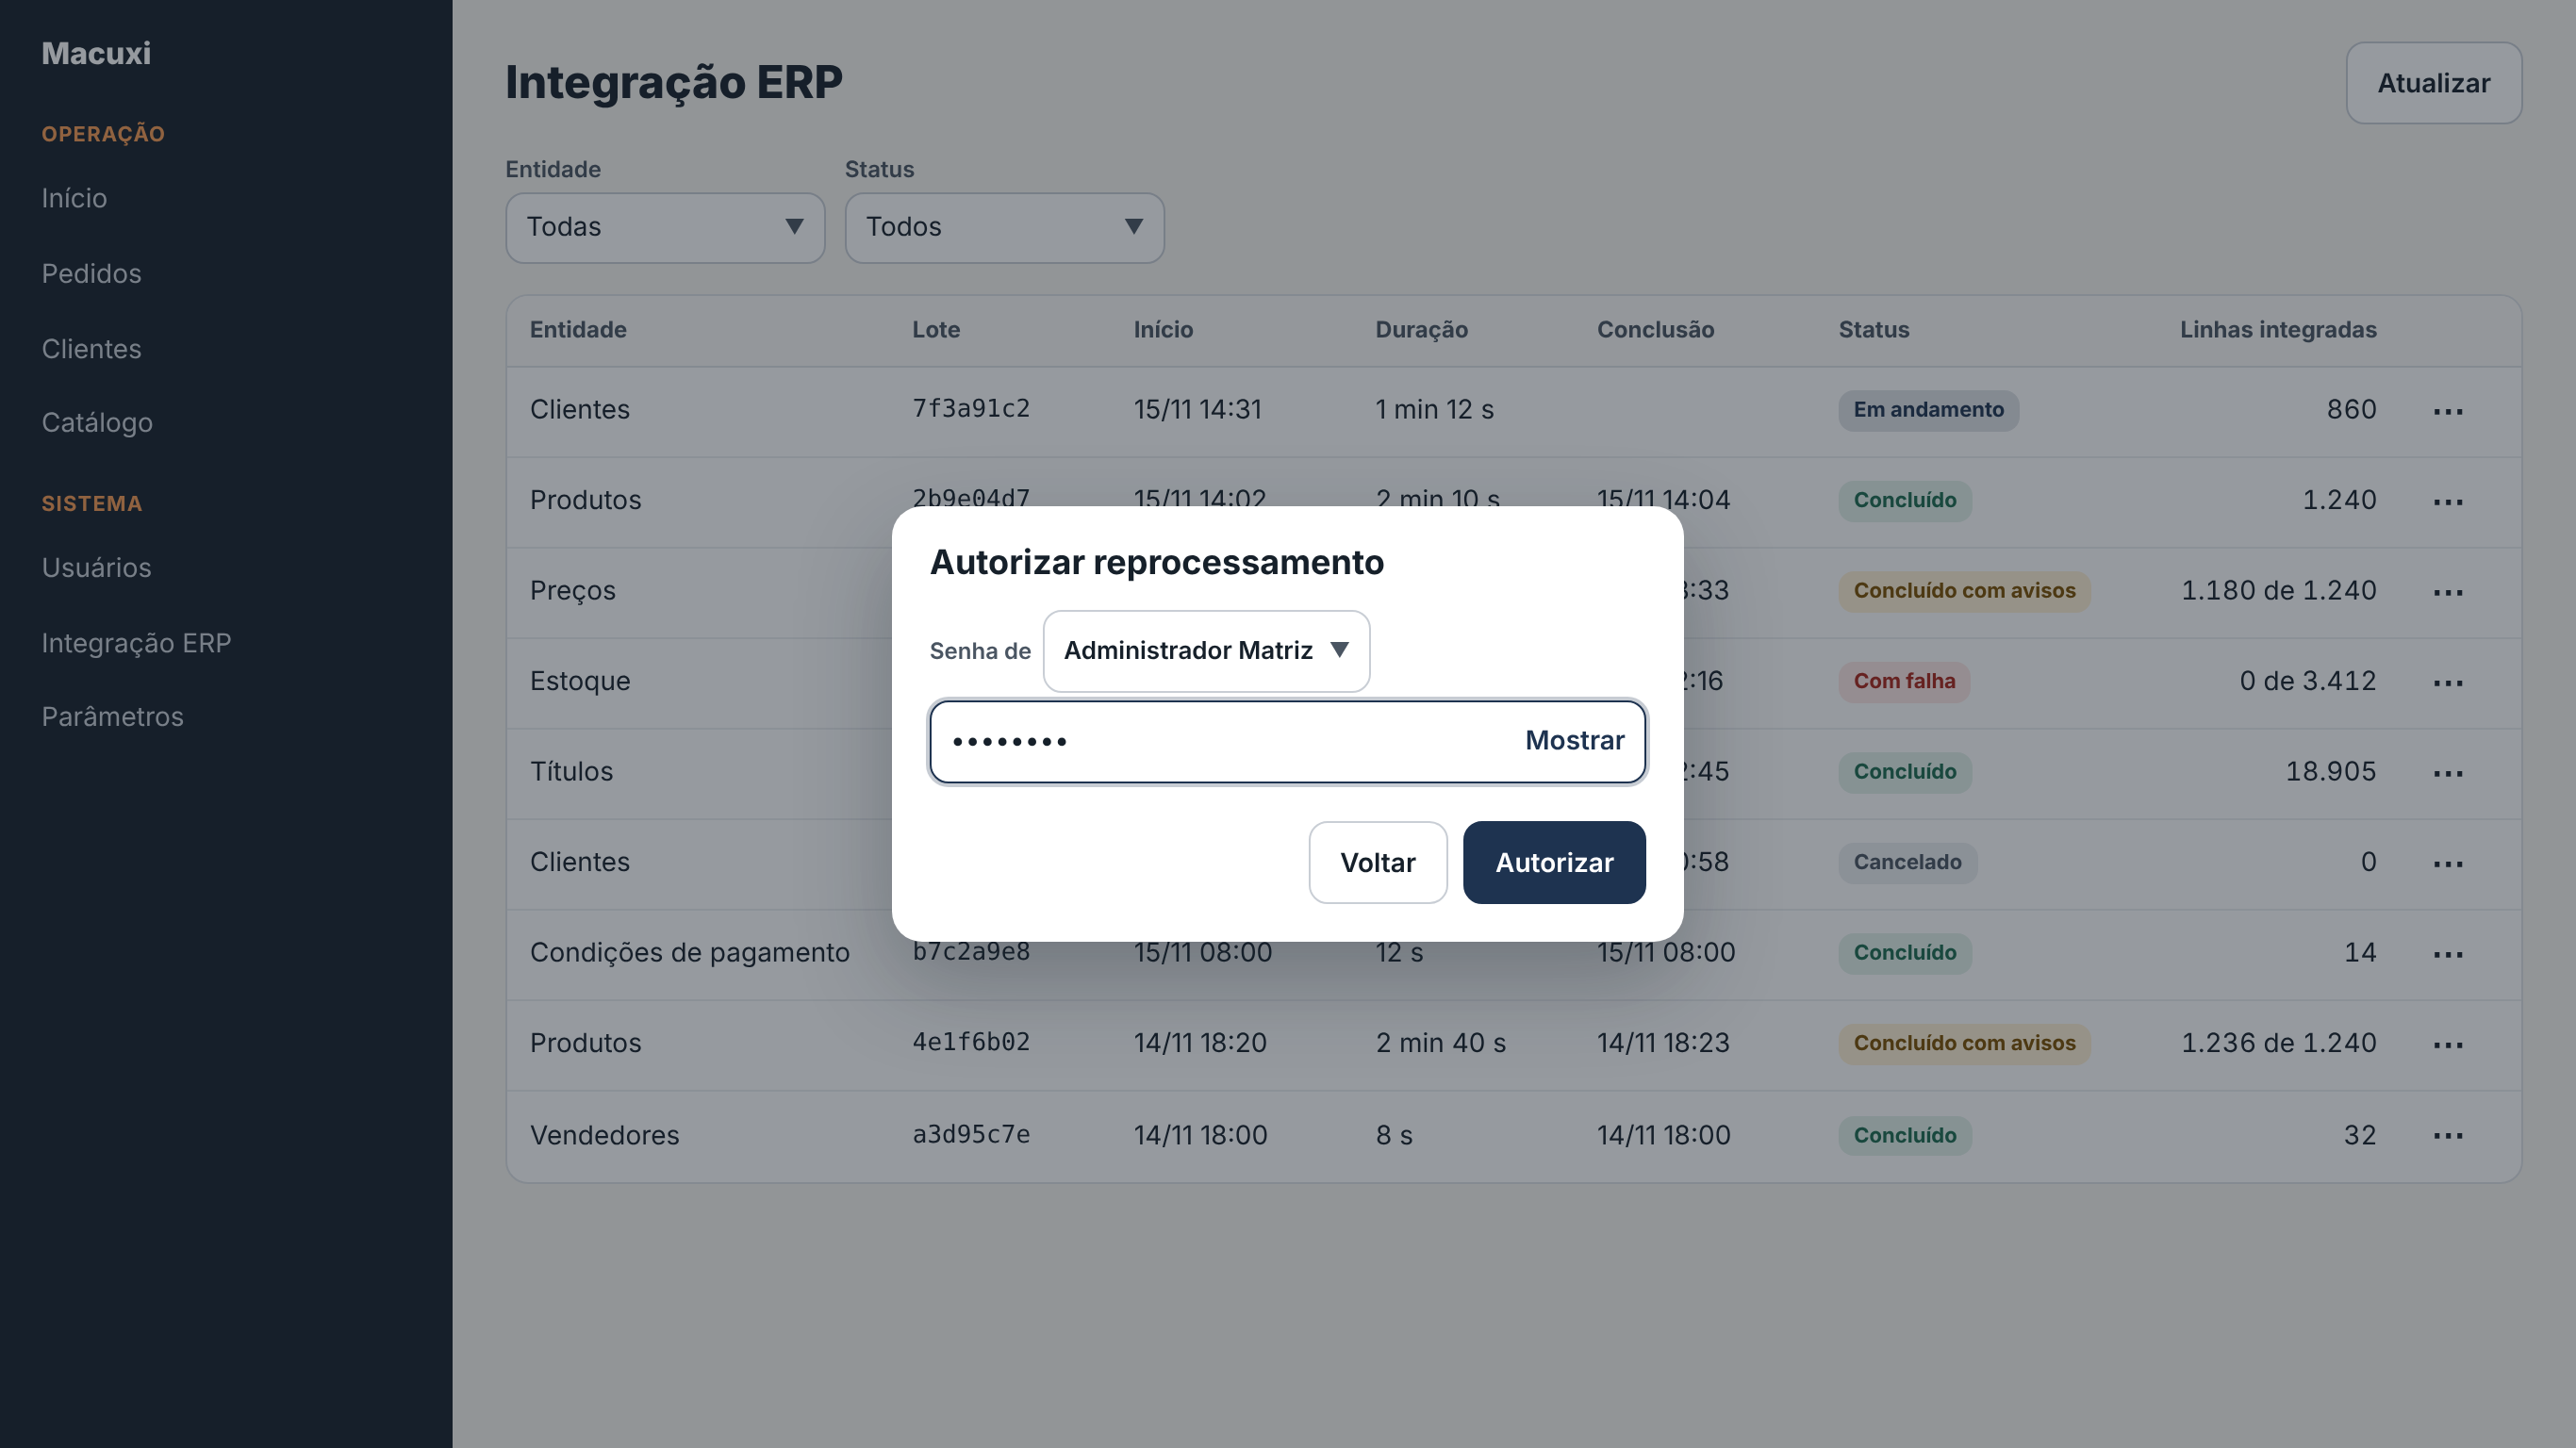 Macuxi
OPERAÇÃO
Início
Pedidos
Clientes
Catálogo
SISTEMA
Usuários
Integração ERP
Parâmetros
Integração ERP
Atualizar
Entidade Status
Todas Todos
Entidade Lote Início Duração Conclusão Status Linhas integradas
Clientes 7f3a91c2 15/11 14:31 1 min 12 s Em andamento 860
Produtos 2b9e04d7 15/11 14:02 2 min 10 s 15/11 14:04 Concluído 1.240
Preços :33 Concluído com avisos 1.180 de 1.240
Estoque :16 Com falha 0 de 3.412
Títulos :45 Concluído 18.905
Clientes :58 Cancelado 0
Condições de pagamento b7c2a9e8 15/11 08:00 12 s 15/11 08:00 Concluído 14
Produtos 4e1f6b02 14/11 18:20 2 min 40 s 14/11 18:23 Concluído com avisos 1.236 de 1.240
Vendedores a3d95c7e 14/11 18:00 8 s 14/11 18:00 Concluído 32
Autorizar reprocessamento
Senha de Administrador Matriz
•••••••• Mostrar
Voltar Autorizar